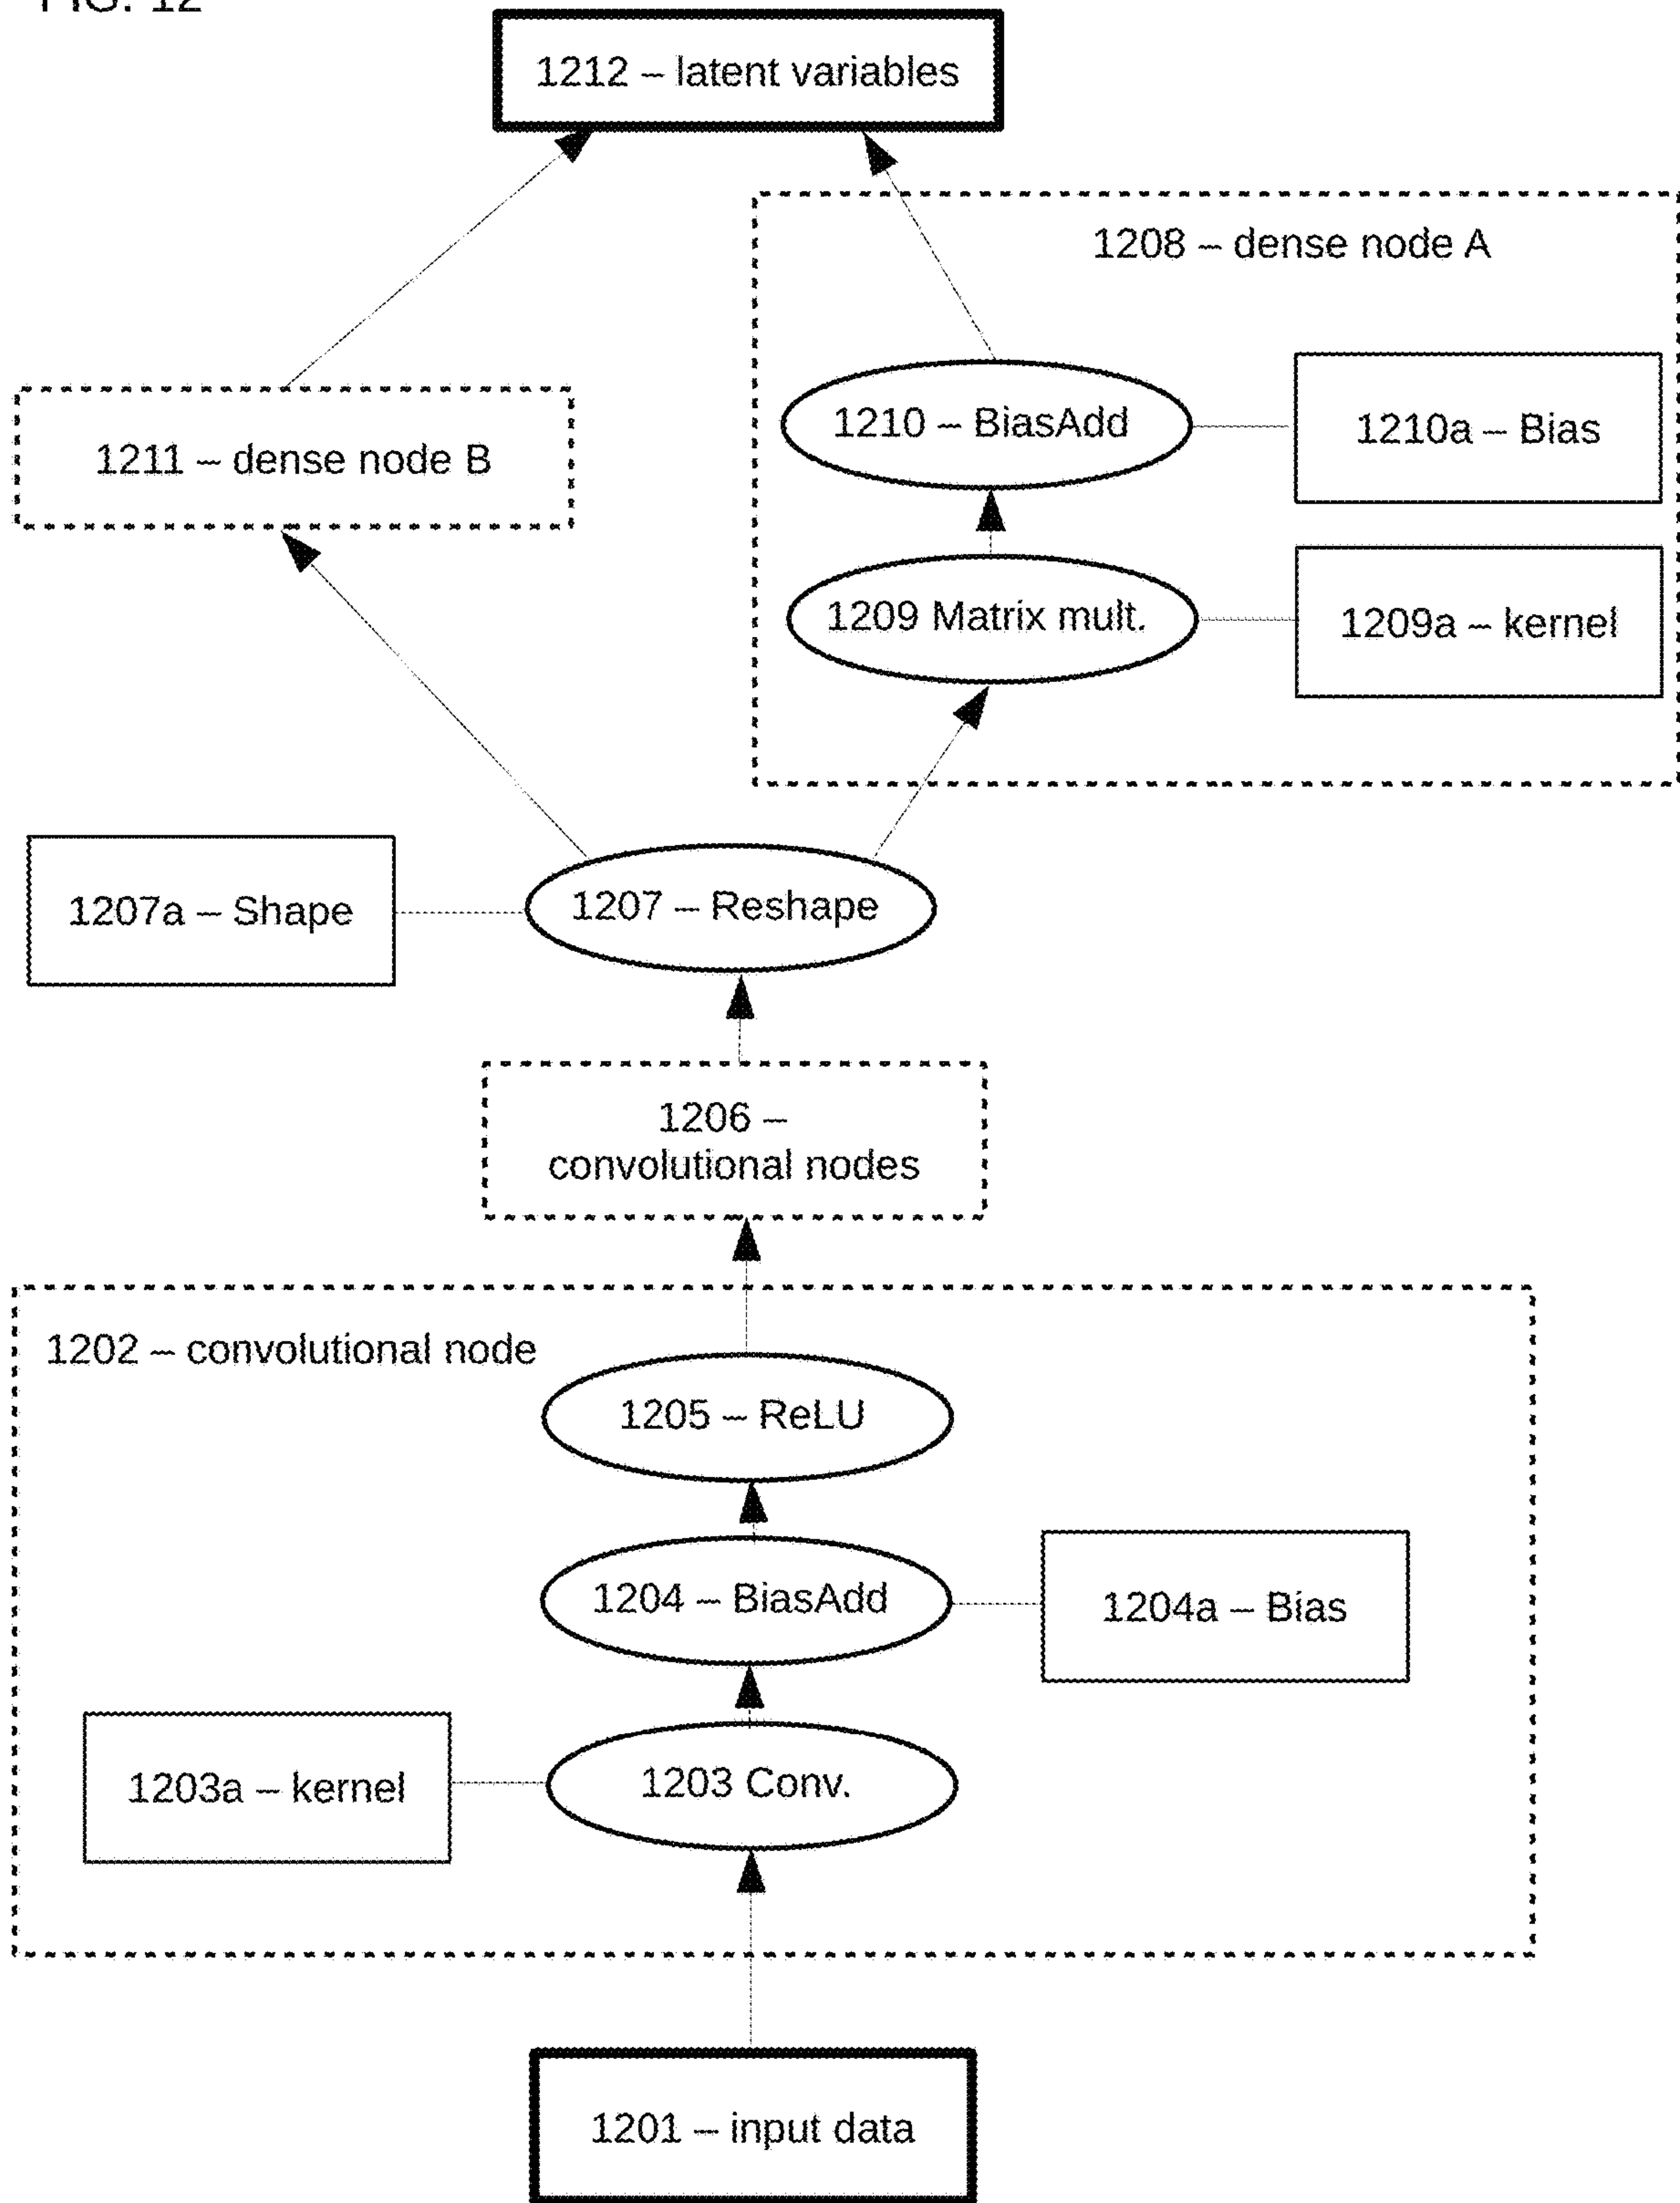 FIG. 12
1212 – latent variables
1208 – dense node A
1210 – BiasAdd
1210a – Bias
1211 – dense node B
1209 Matrix mult.
1209a – kernel
1207a – Shape
1207 – Reshape
1206 –
convolutional nodes
1202 – convolutional node
1205 – ReLU
1204 – BiasAdd
1204a – Bias
1203a – kernel
1203 Conv.
1201 – input data